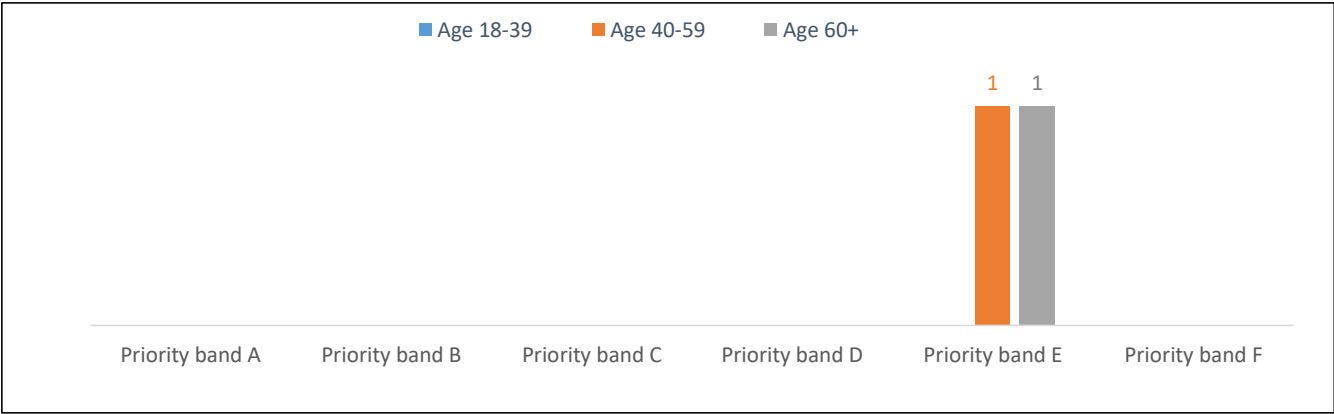 Age 18-39 Age 40-59 Age 60+
1 1
Priority band A Priority band B Priority band C Priority band D Priority band E Priority band F